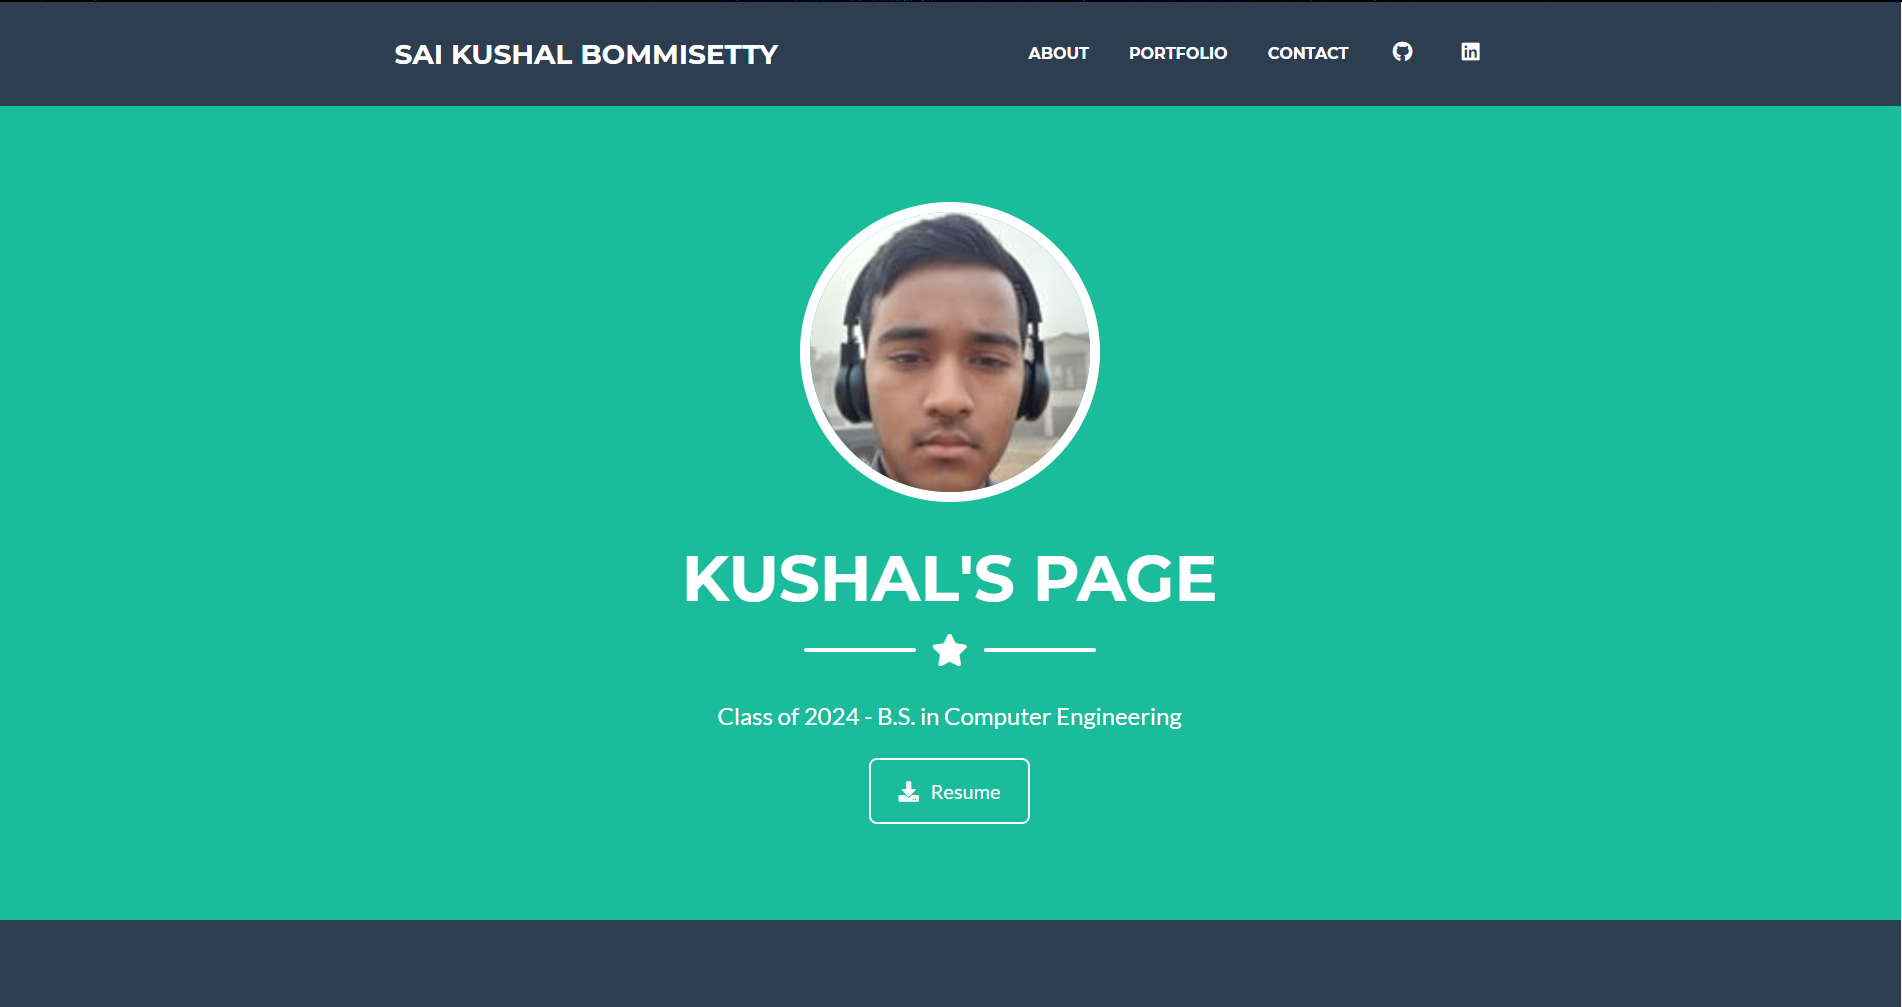 SAI KUSHAL BOMMISETTY
ABOUT PORTFOLIO CONTACT
KUSHAL'S PAGE
Class of 2024 - B.S. in Computer Engineering
Resume